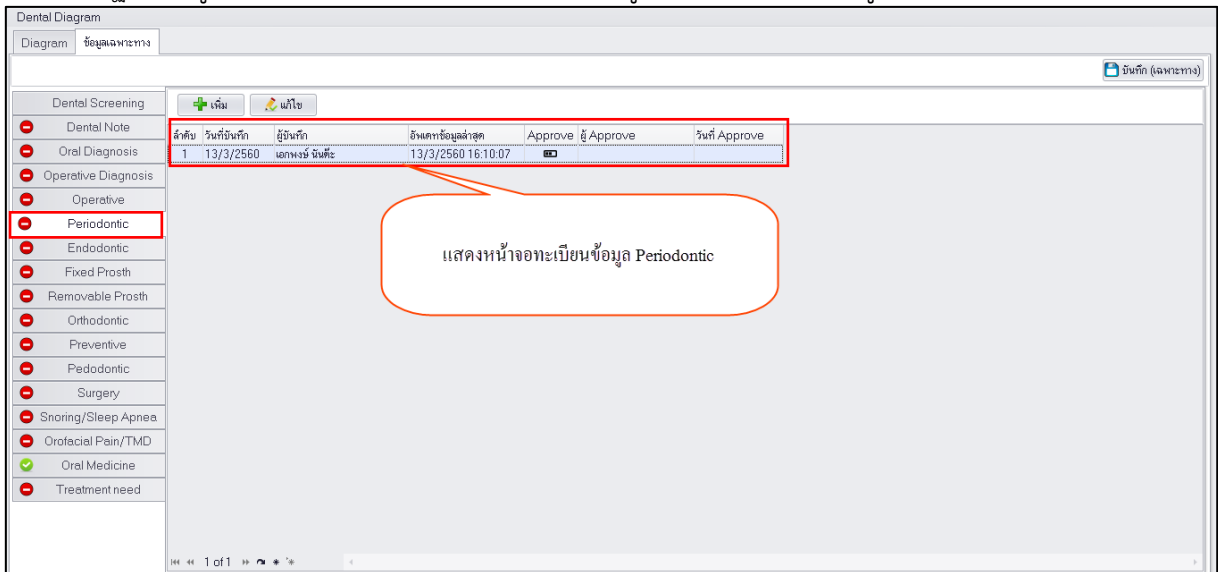 Dental Diagram
Diagram ข้อมูลเฉพาะทาง
บันทึก (เฉพาะทาง)
Dental Screening
เพิ่ม แก้ไข
Dental Note
ลำดับ วันที่บันทึก ผู้บันทึก อัพเดทข้อมูลล่าสุด Approve ผู้ Approve วันที่ Approve
Oral Diagnosis
1 13/3/2560 เอกพงษ์ นันต๊ะ 13/3/2560 16:10:07
Operative Diagnosis
Operative
Periodontic
Endodontic
แสดงหน้าจอทะเบียนข้อมูล Periodontic
Fixed Prosth
Removable Prosth
Orthodontic
Preventive
Pedodontic
Surgery
Snoring/Sleep Apnea
Orofacial Pain/TMD
Oral Medicine
Treatment need
1 of 1